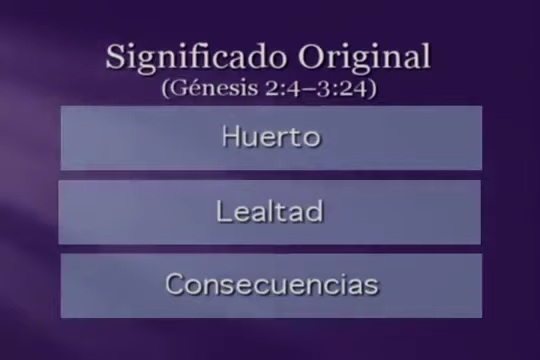 Significado Original
(Génesis 2:4–3:24)
Huerto
Lealtad
Consecuencias